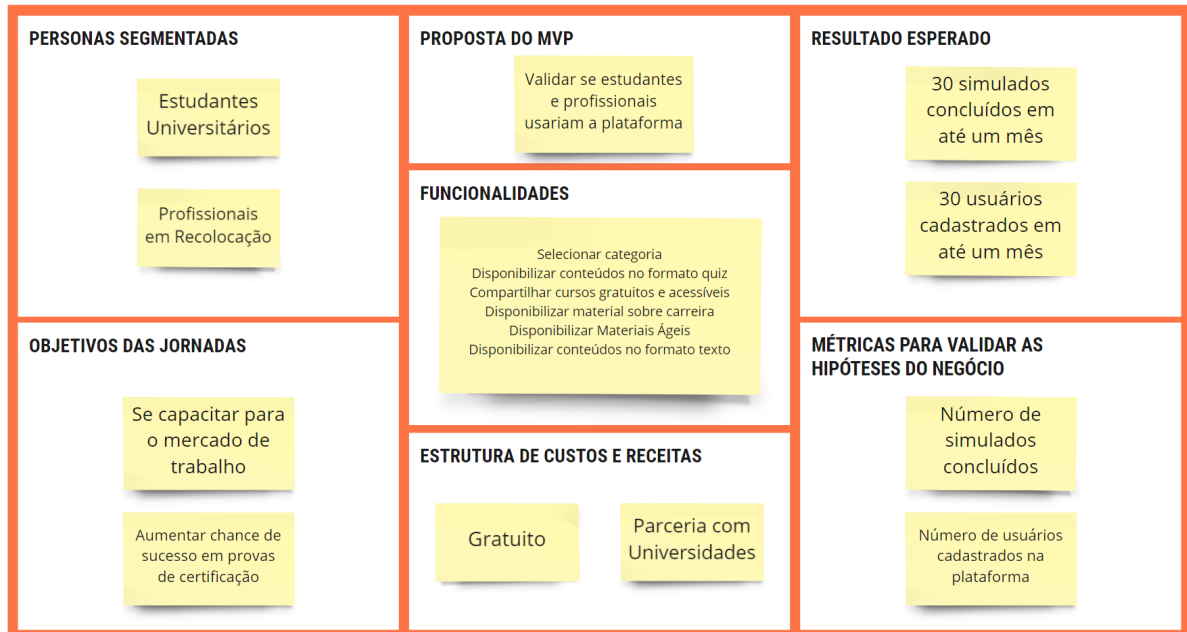 PERSONAS SEGMENTADAS
Estudantes
Universitários
Profissionais
em Recolocação
OBJETIVOS DAS JORNADAS
Se capacitar para
o mercado de
trabalho
Aumentar chance de
sucesso em provas
de certificação
PROPOSTA DO MVP
Validar se estudantes
e profissionais
usariam a plataforma
FUNCIONALIDADES
Selecionar categoria
Disponibilizar conteúdos no formato quiz
Compartilhar cursos gratuitos e acessíveis
Disponibilizar material sobre carreira
Disponibilizar Materiais Ágeis
Disponibilizar conteúdos no formato texto
ESTRUTURA DE CUSTOS E RECEITAS
Gratuito
Parceria com
Universidades
RESULTADO ESPERADO
30 simulados
concluídos em
até um mês
30 usuários
cadastrados em
até um mês
MÉTRICAS PARA VALIDAR AS
HIPÓTESES DO NEGÓCIO
Número de
simulados
concluídos
Número de usuários
cadastrados na
plataforma